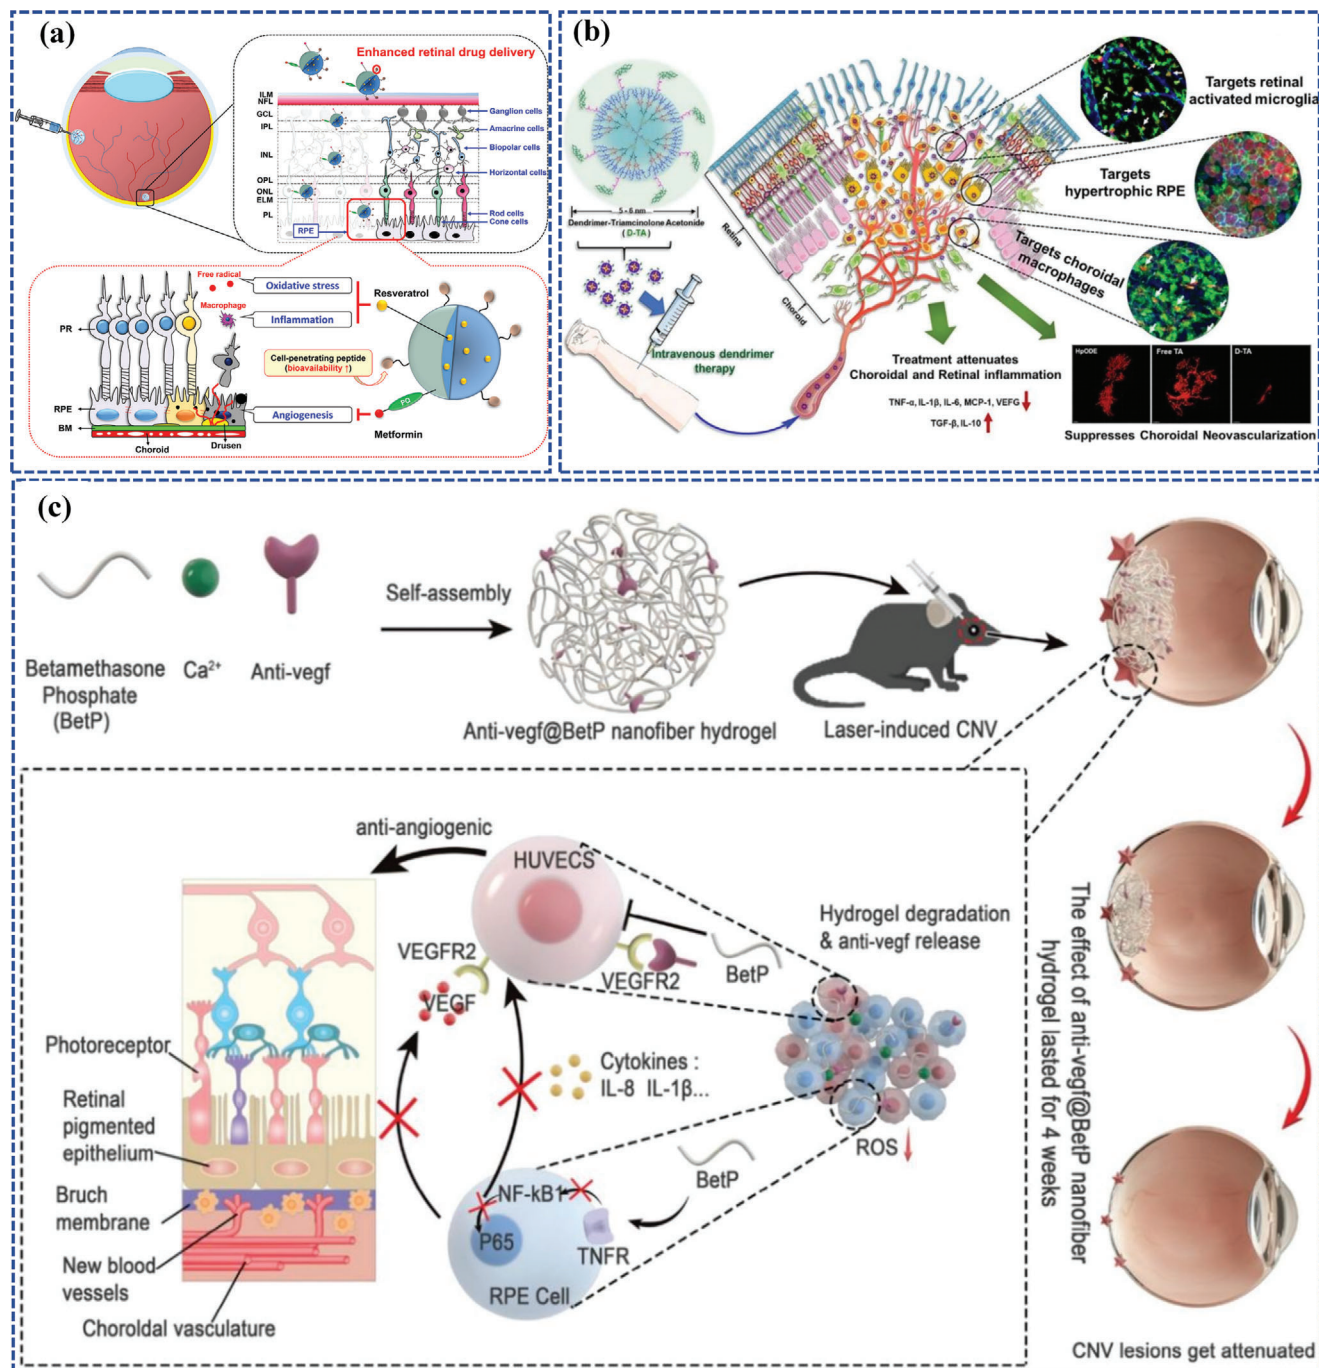 (a)
Enhanced retinal drug delivery
ILM
NFL
GCL
IPL
INL
OPL
ONL
ELM
PL
Ganglion cells
Amacrine cells
Biopolar cells
Horizontal cells
Rod cells
Cone cells
RPE
Free radical
Oxidative stress
Macrophage
Inflammation
Resveratrol
PR
Cell-penetrating peptide
(bioavailability ↑)
RPE
BM
Angiogenesis
PD
Metformin
Choroid
Drusen
(b)
5 - 6 nm
Dendrimer-Triamcinolone Acetonide
(D-TA)
Retina
Choroid
Intravenous dendrimer
therapy
Targets retinal
activated microglia
Targets
hypertrophic RPE
Targets choroidal
macrophages
Treatment attenuates
Choroidal and Retinal inflammation
TNF-α, IL-1β, IL-6, MCP-1, VEFG
TGF-β, IL-10
HpODE
Free TA
D-TA
Suppresses Choroidal Neovascularization
(c)
Betamethasone
Phosphate
(BetP)
Ca²⁺
Anti-vegf
Self-assembly
Anti-vegf@BetP nanofiber hydrogel
Laser-induced CNV
anti-angiogenic
HUVECS
VEGFR2
VEGF
VEGFR2
BetP
Hydrogel degradation
& anti-vegf release
Cytokines :
IL-8 IL-1β...
ROS
BetP
NF-kB1
P65
TNFR
RPE Cell
Photoreceptor
Retinal
pigmented
epithelium
Bruch
membrane
New blood
vessels
Choroldal vasculature
The effect of anti-vegf@BetP nanofiber
hydrogel lasted for 4 weeks
CNV lesions get attenuated